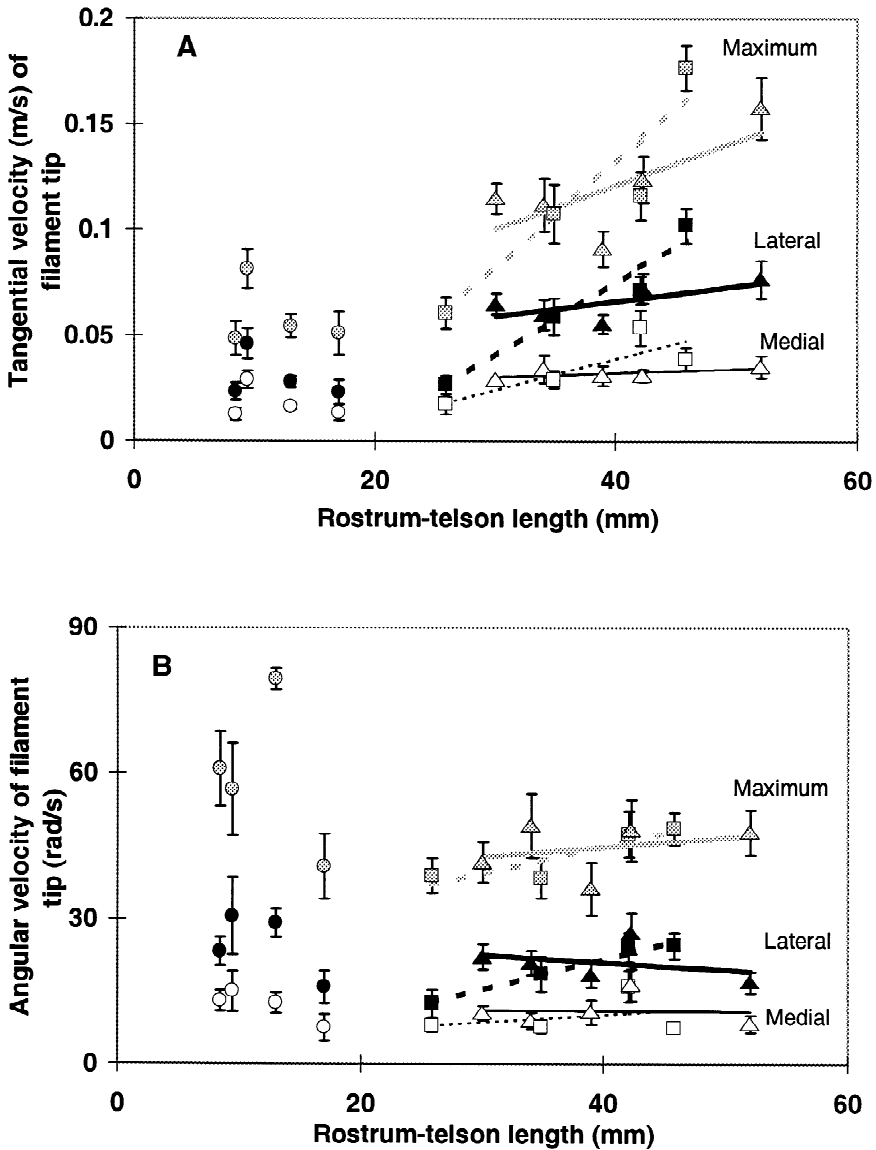 A
Tangential velocity (m/s) of
filament tip
0.2
0.15
0.1
0.05
0
Maximum
Lateral
Medial
0 20 40 60
Rostrum-telson length (mm)
B
Angular velocity of filament
tip (rad/s)
90
60
30
0
Maximum
Lateral
Medial
0 20 40 60
Rostrum-telson length (mm)